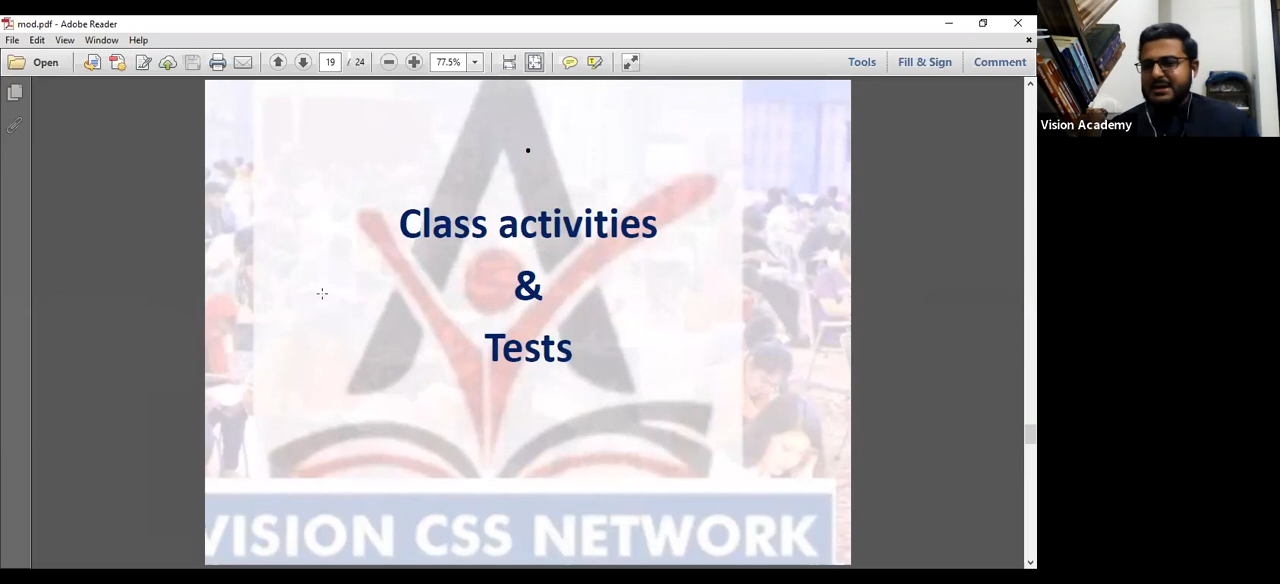 mod.pdf - Adobe Reader
File Edit View Window Help
Open 19 / 24 77.5% Tools Fill & Sign Comment
Vision Academy
Class activities
&
Tests
VISION CSS NETWORK